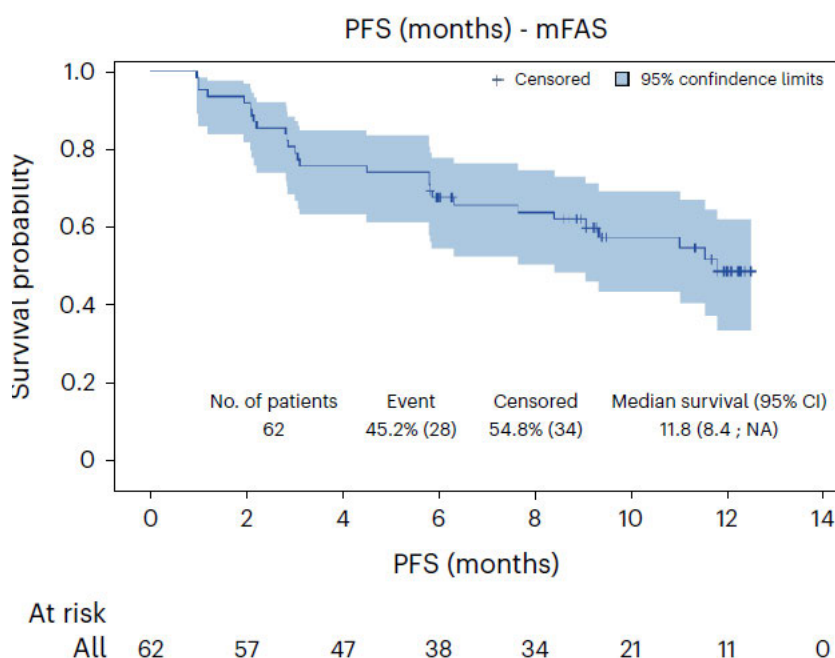 PFS (months) - mFAS
1.0
0.8
0.6
0.4
0.2
0
Survival probability
Censored
95% confindence limits
No. of patients Event Censored Median survival (95% CI)
62 45.2% (28) 54.8% (34) 11.8 (8.4 ; NA)
0 2 4 6 8 10 12 14
PFS (months)
At risk
All 62 57 47 38 34 21 11 0